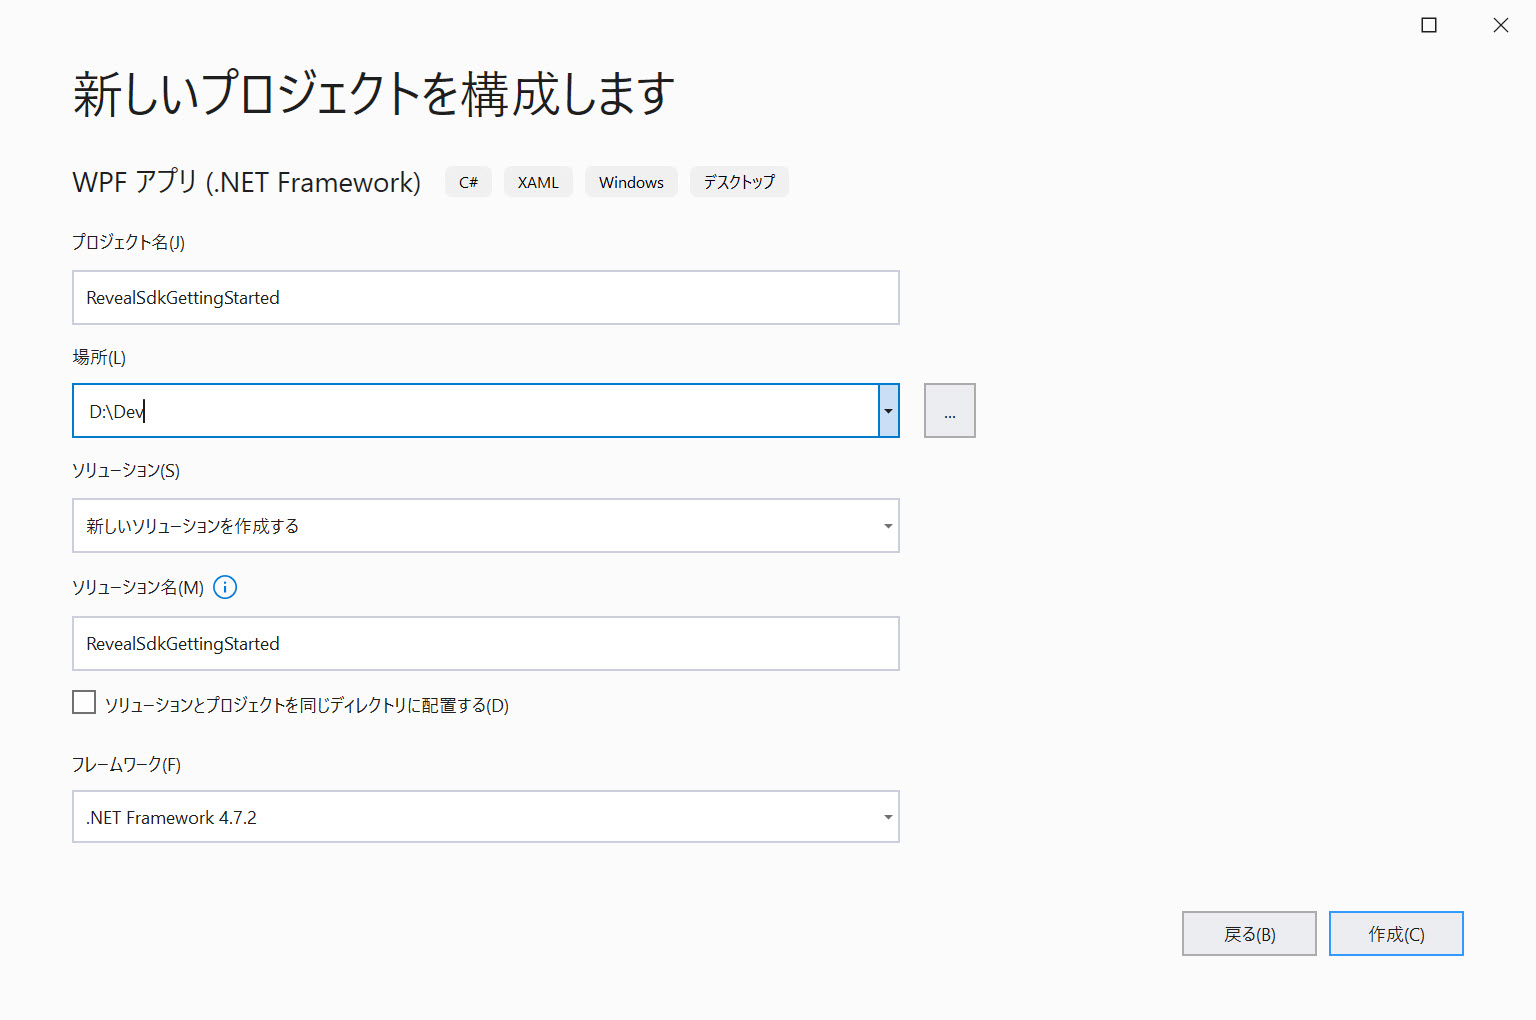 新しいプロジェクトを構成します
WPF アプリ (.NET Framework) C# XAML Windows デスクトップ
プロジェクト名(J)
RevealSdkGettingStarted
場所(L)
D:\Dev ...
ソリューション(S)
新しいソリューションを作成する
ソリューション名(M)
RevealSdkGettingStarted
ソリューションとプロジェクトを同じディレクトリに配置する(D)
フレームワーク(F)
.NET Framework 4.7.2
戻る(B) 作成(C)